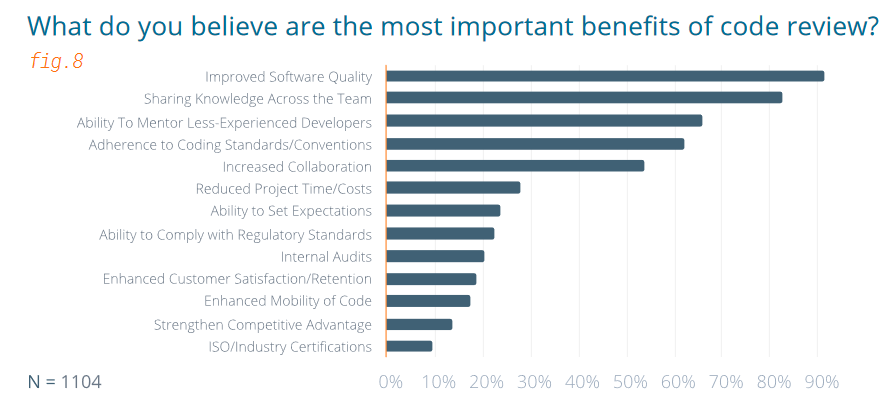 What do you believe are the most important benefits of code review?
fig.8
Improved Software Quality
Sharing Knowledge Across the Team
Ability To Mentor Less-Experienced Developers
Adherence to Coding Standards/Conventions
Increased Collaboration
Reduced Project Time/Costs
Ability to Set Expectations
Ability to Comply with Regulatory Standards
Internal Audits
Enhanced Customer Satisfaction/Retention
Enhanced Mobility of Code
Strengthen Competitive Advantage
ISO/Industry Certifications
N = 1104 0% 10% 20% 30% 40% 50% 60% 70% 80% 90%